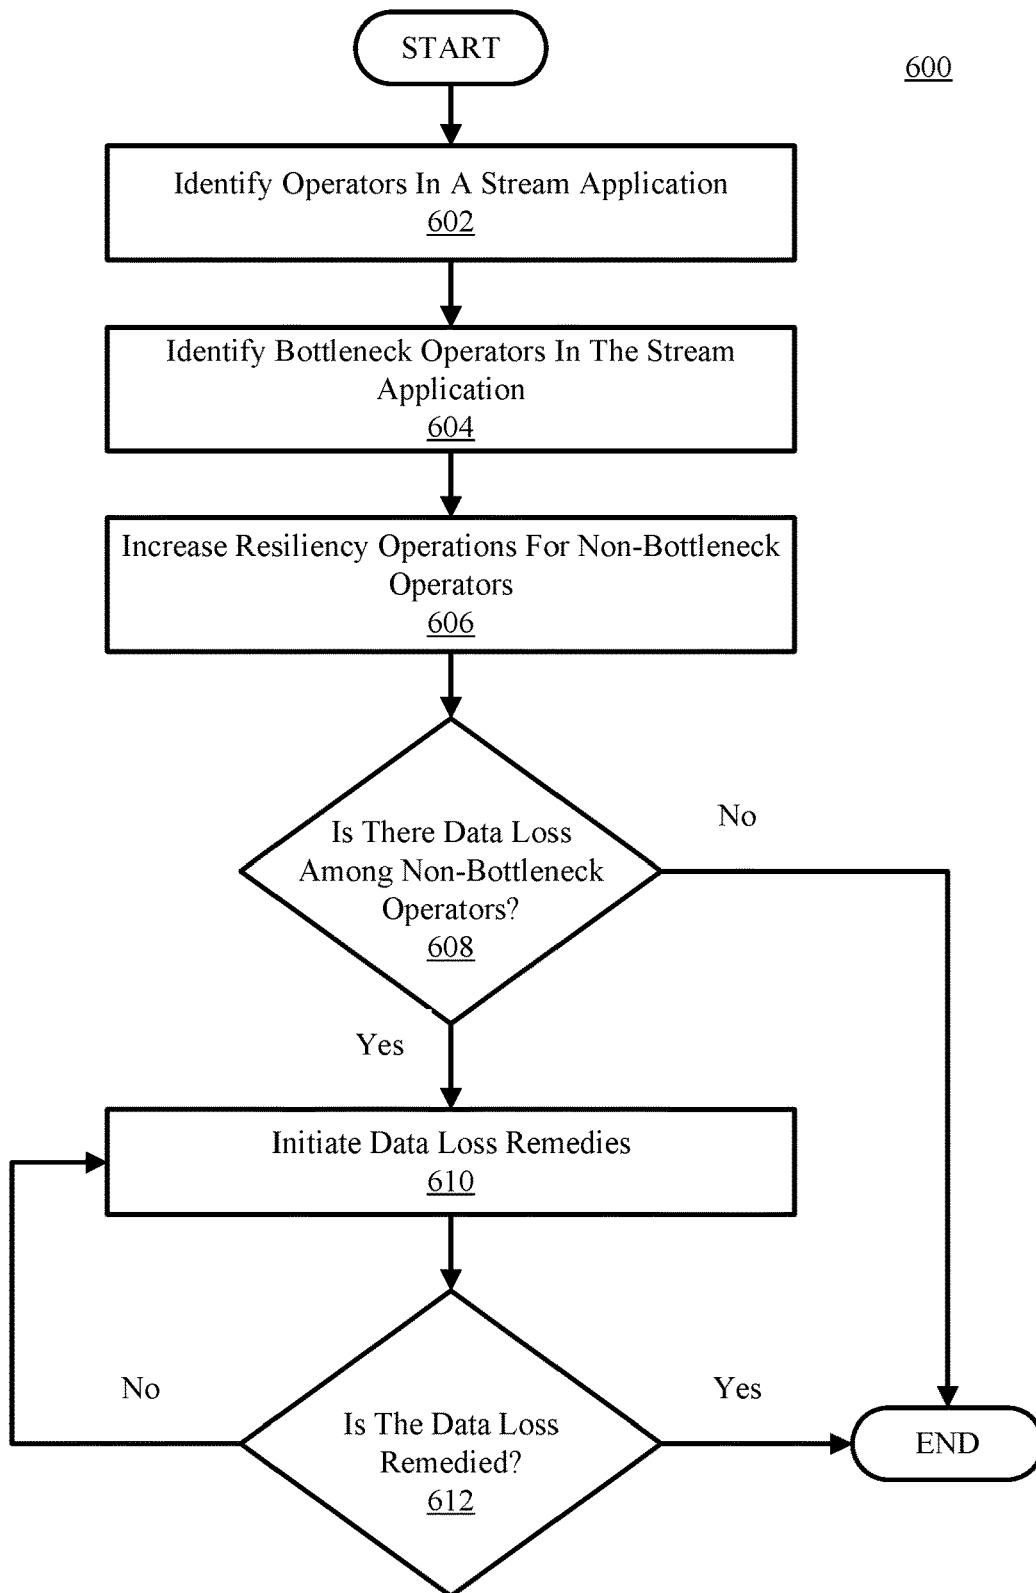 START
600
Identify Operators In A Stream Application
602
Identify Bottleneck Operators In The Stream
Application
604
Increase Resiliency Operations For Non-Bottleneck
Operators
606
Is There Data Loss
Among Non-Bottleneck
Operators?
608
No
Yes
Initiate Data Loss Remedies
610
No
Yes
Is The Data Loss
Remedied?
612
END